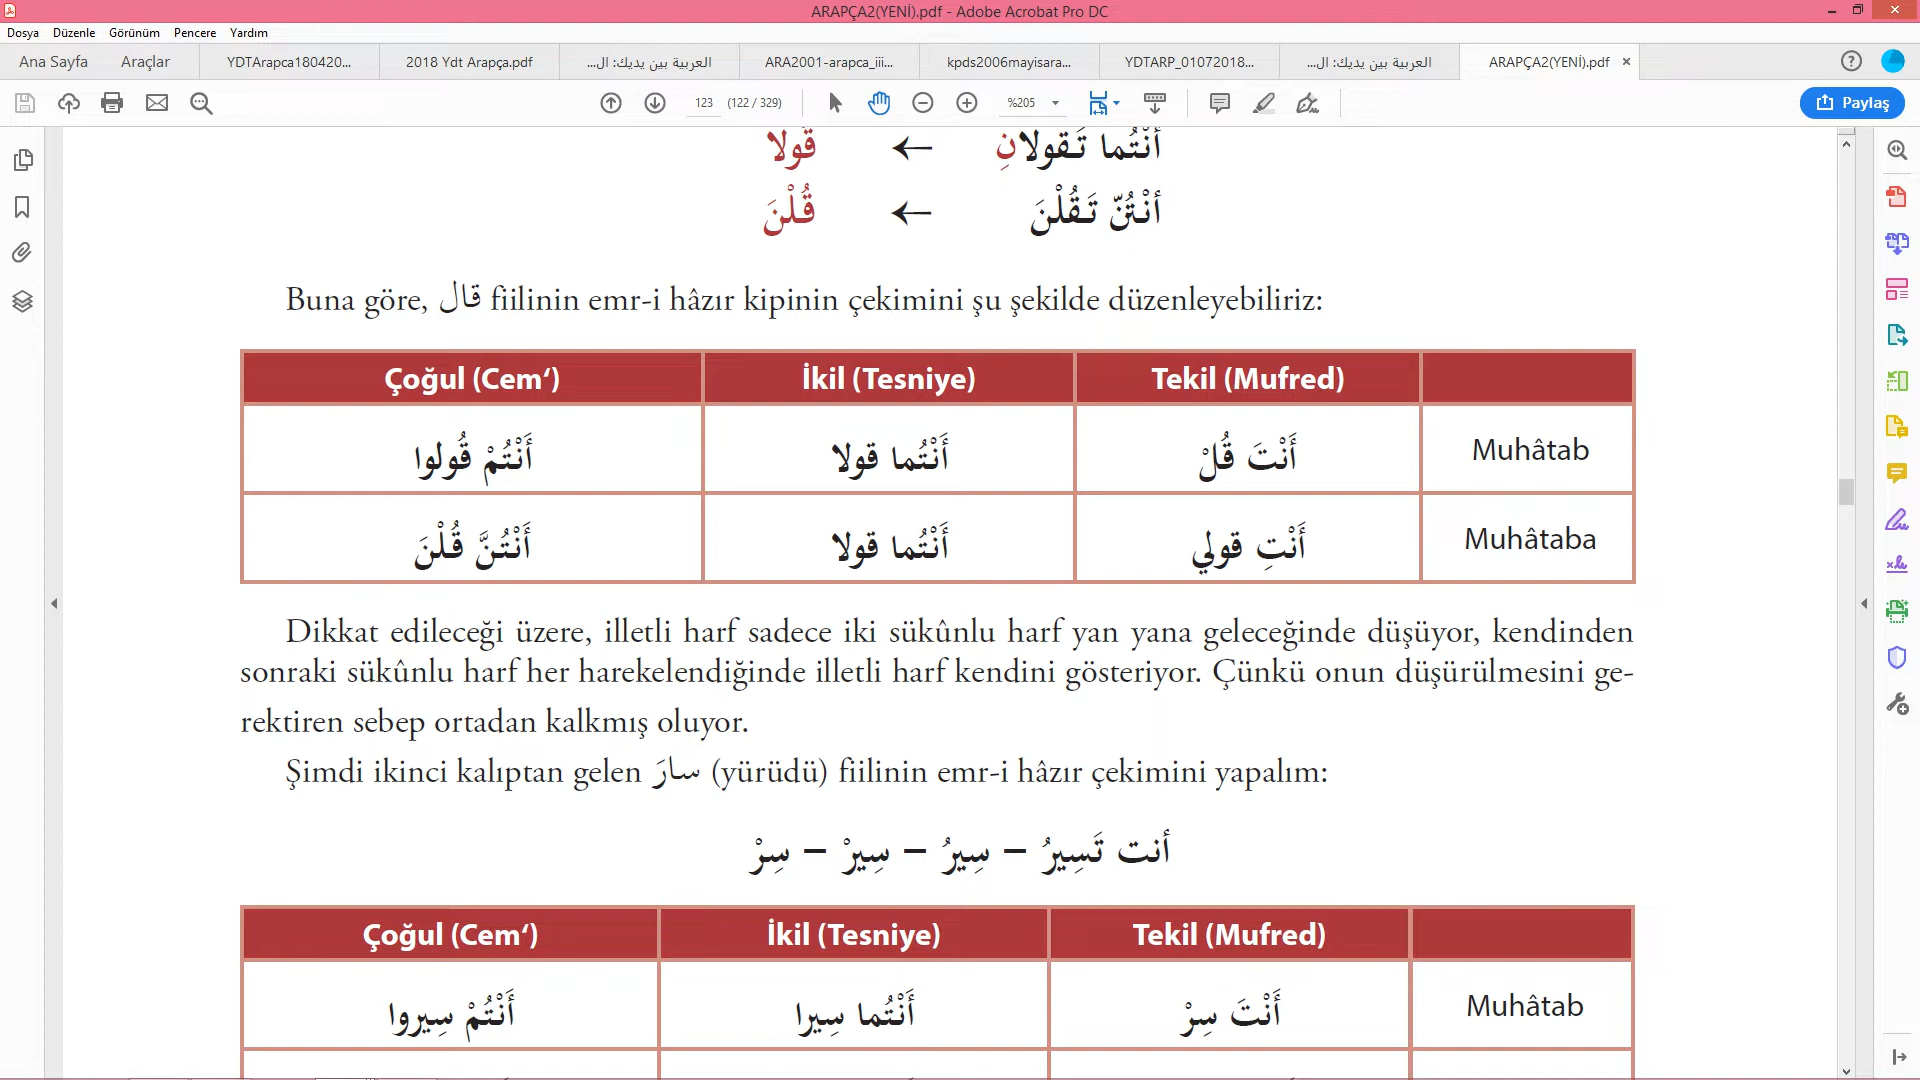 ARAPÇA2(YENİ).pdf - Adobe Acrobat Pro DC
Dosya Düzenle Görünüm Pencere Yardım
Ana Sayfa Araçlar YDTArapca180420... 2018 Ydt Arapça.pdf العربية بين يديك: ال... ARA2001-arapca_iii... kpds2006mayisara... YDTARP_01072018... العربية بين يديك: ال... ARAPÇA2(YENİ).pdf
123 (122 / 329) %205 Paylaş
أنْتُما تَـقولانِ ← قُولا
أنْتُنّ تَـقُلْنَ ← قُلْنَ
Buna göre, قال fiilinin emr-i hâzır kipinin çekimini şu şekilde düzenleyebiliriz:
Çoğul (Cem‘) İkil (Tesniye) Tekil (Mufred)
أَنْتُمْ قُولوا أَنْتُما قولا أَنْتَ قُلْ Muhâtab
أَنْتُنَّ قُلْنَ أَنْتُما قولا أَنْتِ قولي Muhâtaba
Dikkat edileceği üzere, illetli harf sadece iki sükûnlu harf yan yana geleceğinde düşüyor, kendinden
sonraki sükûnlu harf her harekelendiğinde illetli harf kendini gösteriyor. Çünkü onun düşürülmesini ge-
rektiren sebep ortadan kalkmış oluyor.
Şimdi ikinci kalıptan gelen سارَ (yürüdü) fiilinin emr-i hâzır çekimini yapalım:
أنت تَسِيرُ – سِيرُ – سِيرْ – سِرْ
Çoğul (Cem‘) İkil (Tesniye) Tekil (Mufred)
أَنْتُمْ سِيروا أَنْتُما سِيرا أَنْتَ سِرْ Muhâtab